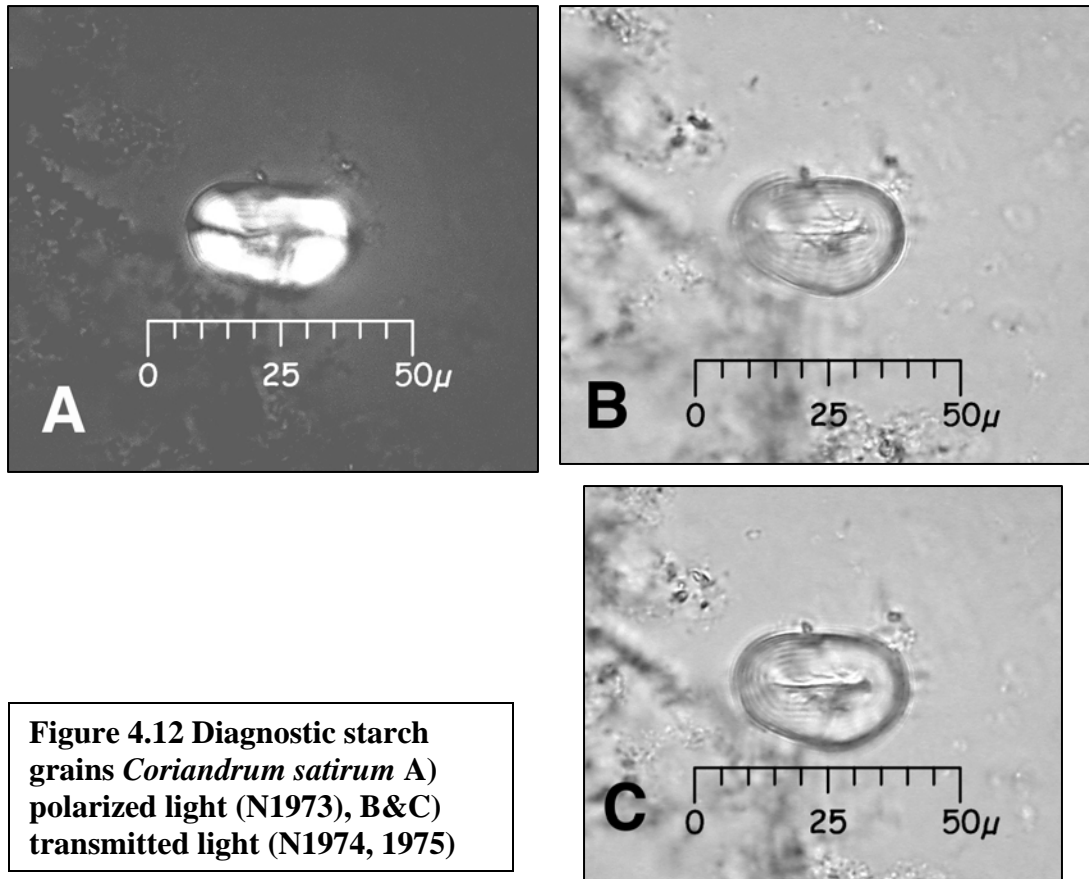 0 25 50µ
A
0 25 50µ
B
0 25 50µ
C
Figure 4.12 Diagnostic starch
grains Coriandrum satirum A)
polarized light (N1973), B&C)
transmitted light (N1974, 1975)